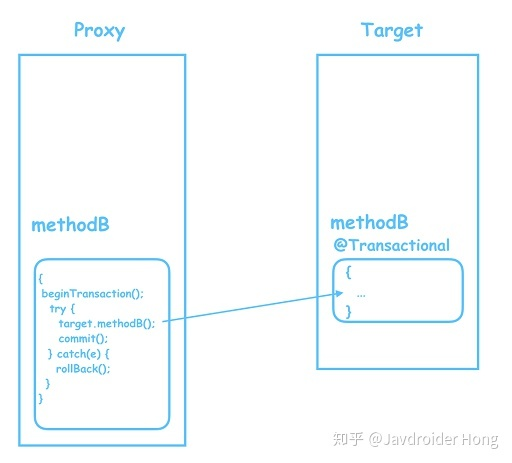 Proxy
Target
methodB
{
beginTransaction();
try {
target.methodB();
commit();
} catch(e) {
rollBack();
}
}
methodB
@Transactional
{
...
}
知乎 @Javdroider Hong